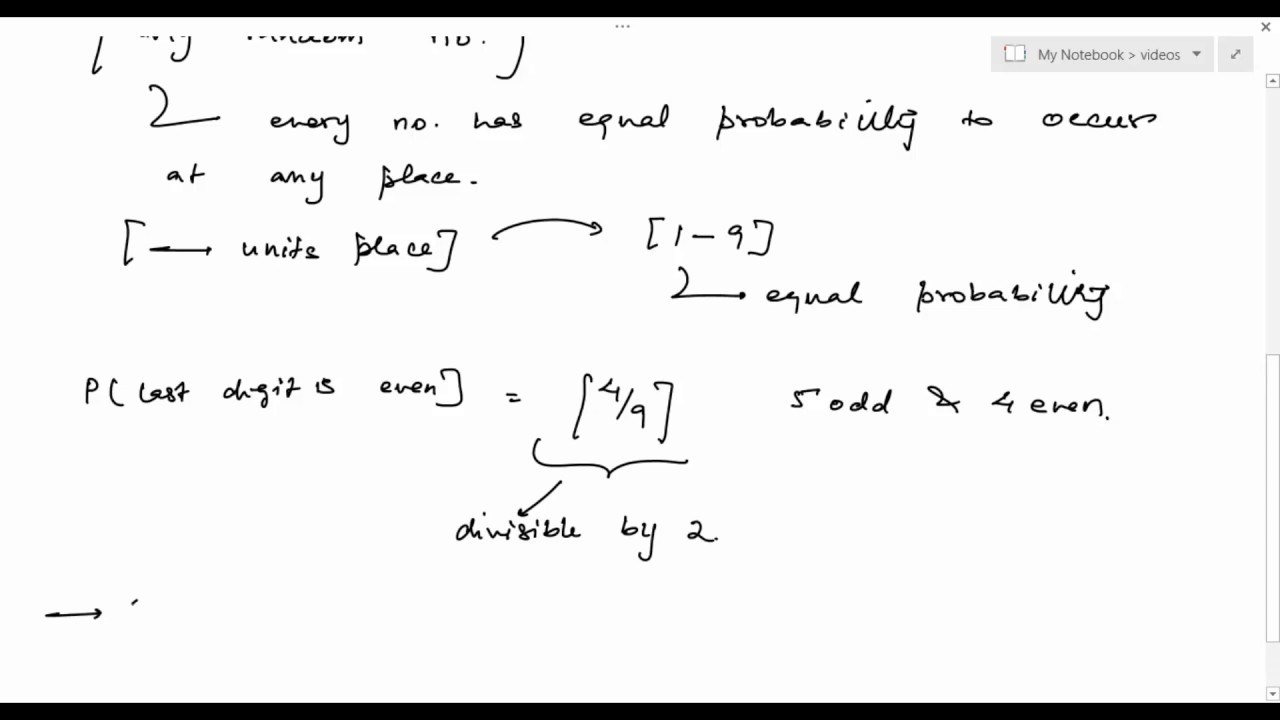 [any random no.]
My Notebook > videos
every no. has equal probability to occur
at any place.
[ → units place] → [1 – 9]
→ equal probability
P( last digit is even] = [4/9] 5 odd & 4 even.
divisible by 2.
→